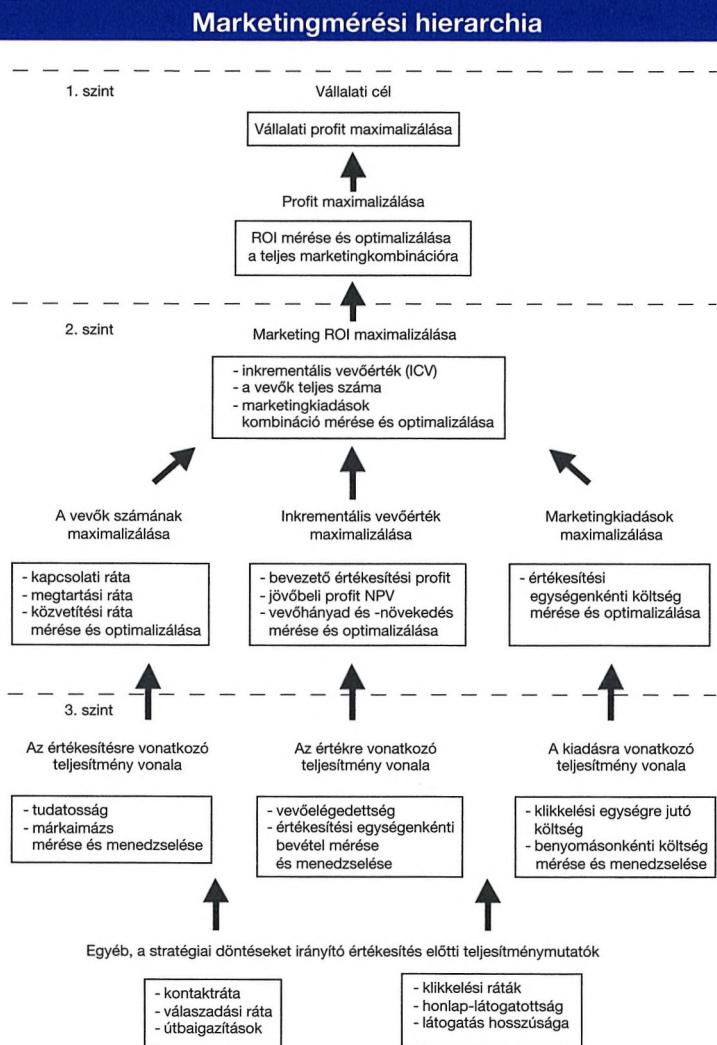 Marketingmérési hierarchia
1. szint
Vállalati cél
Vállalati profit maximalizálása
Profit maximalizálása
ROI mérése és optimalizálása
a teljes marketingkombinációra
2. szint
Marketing ROI maximalizálása
- inkrementális vevőérték (ICV)
- a vevők teljes száma
- marketingkiadások
kombináció mérése és optimalizálása
A vevők számának
maximalizálása
- kapcsolati ráta
- megtartási ráta
- közvetítési ráta
mérése és optimalizálása
Inkrementális vevőérték
maximalizálása
- bevezető értékesítési profit
- jövőbeli profit NPV
- vevőhányad és -növekedés
mérése és optimalizálása
Marketingkiadások
maximalizálása
- értékesítési
egységenkénti költség
mérése és optimalizálása
3. szint
Az értékesítésre vonatkozó
teljesítmény vonala
- tudatosság
- márkaimázs
mérése és menedzselése
Az értékre vonatkozó
teljesítmény vonala
- vevőelégedettség
- értékesítési egységenkénti
bevétel mérése
és menedzselése
A kiadásra vonatkozó
teljesítmény vonala
- klikkelési egységre jutó
költség
- benyomásonkénti költség
mérése és menedzselése
Egyéb, a stratégiai döntéseket irányító értékesítés előtti teljesítménymutatók
- kontaktráta
- válaszadási ráta
- útbaigazítások
- klikkelési ráták
- honlap-látogatottság
- látogatás hosszúsága